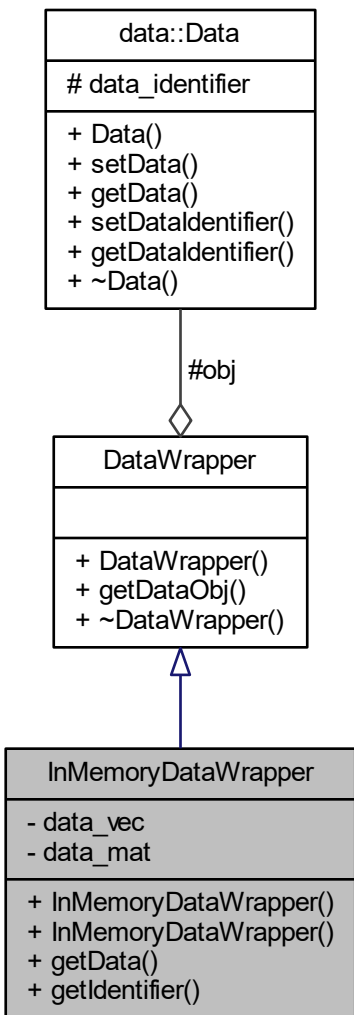 data::Data
# data_identifier
+ Data()
+ setData()
+ getData()
+ setDataIdentifier()
+ getDataIdentifier()
+ ~Data()
#obj
DataWrapper
+ DataWrapper()
+ getDataObj()
+ ~DataWrapper()
InMemoryDataWrapper
- data_vec
- data_mat
+ InMemoryDataWrapper()
+ InMemoryDataWrapper()
+ getData()
+ getIdentifier()